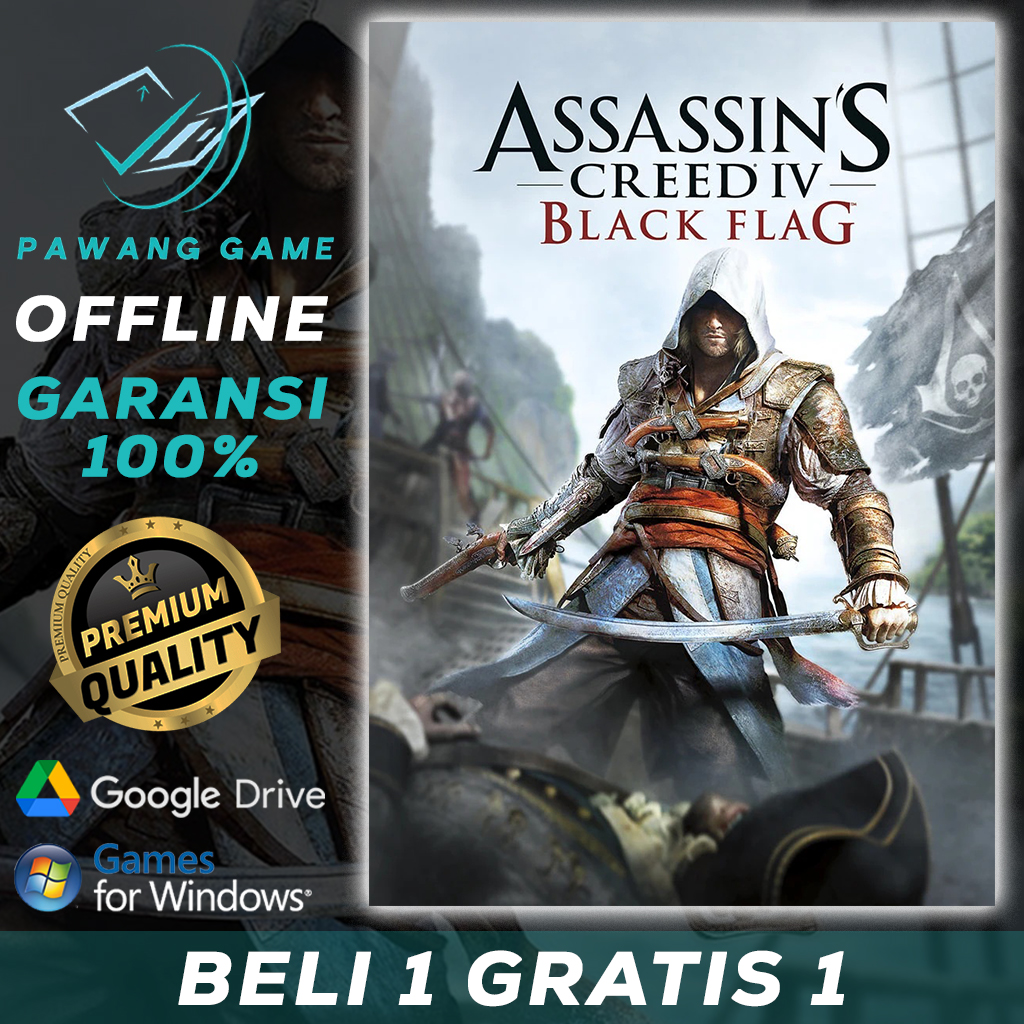 PAWANG GAME
OFFLINE
GARANSI
100%
PREMIUM QUALITY
PREMIUM
QUALITY
Google Drive
Games
for Windows®
ASSASSIN'S
CREED® IV
BLACK FLAG™
BELI 1 GRATIS 1